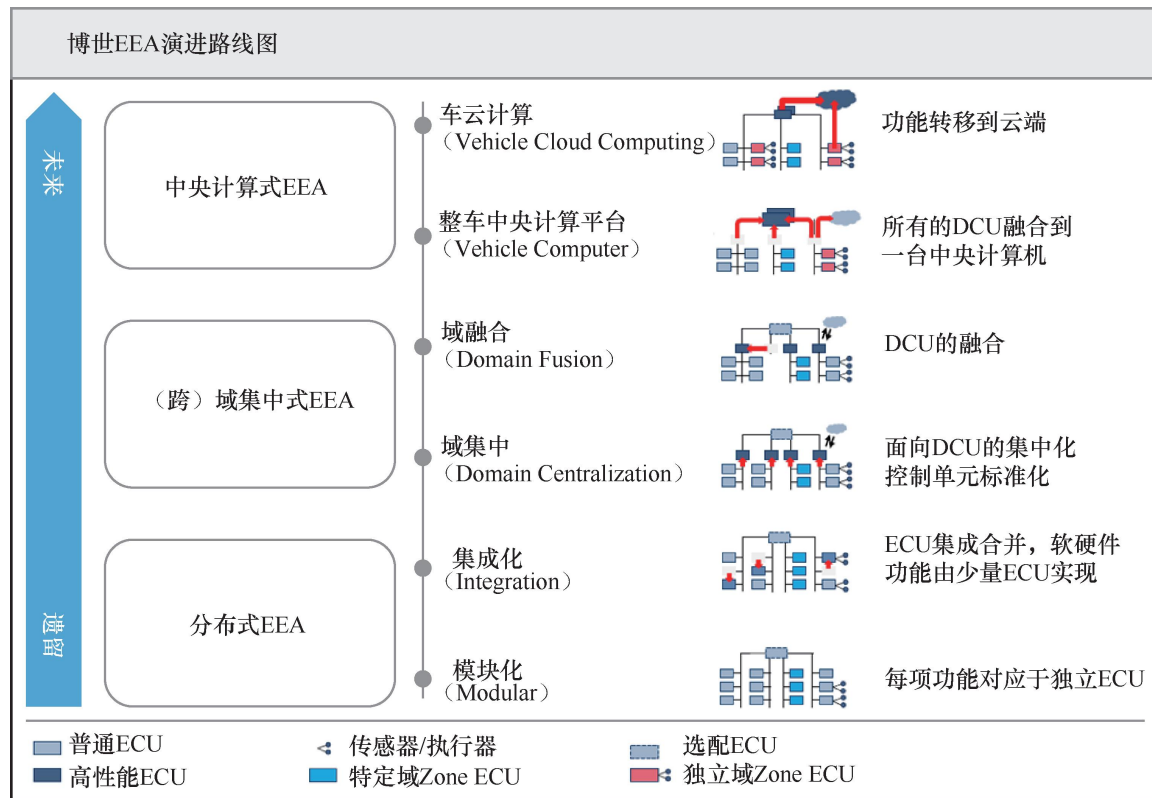 博世EEA演进路线图
未来
遗留
中央计算式EEA
车云计算
（Vehicle Cloud Computing）
功能转移到云端
整车中央计算平台
（Vehicle Computer）
所有的DCU融合到
一台中央计算机
（跨）域集中式EEA
域融合
（Domain Fusion）
DCU的融合
域集中
（Domain Centralization）
面向DCU的集中化
控制单元标准化
分布式EEA
集成化
（Integration）
ECU集成合并，软硬件
功能由少量ECU实现
模块化
（Modular）
每项功能对应于独立ECU
普通ECU
传感器/执行器
选配ECU
高性能ECU
特定域Zone ECU
独立域Zone ECU